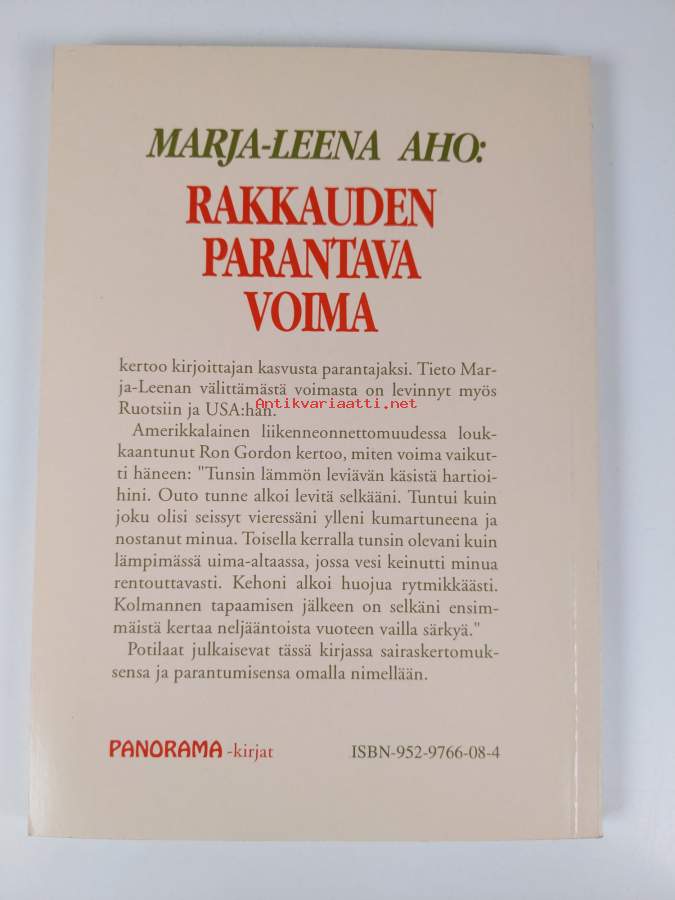 MARJA-LEENA AHO:
RAKKAUDEN
PARANTAVA
VOIMA
kertoo kirjoittajan kasvusta parantajaksi. Tieto Mar-
ja-Leenan välittämästä voimasta on levinnyt myös
Antikvariaatti.net
Ruotsiin ja USA:han.
Amerikkalainen liikenneonnettomuudessa louk-
kaantunut Ron Gordon kertoo, miten voima vaikut-
ti häneen: "Tunsin lämmön leviävän käsistä hartioi-
hini. Outo tunne alkoi levitä selkääni. Tuntui kuin
joku olisi seissyt vieressäni ylleni kumartuneena ja
nostanut minua. Toisella kerralla tunsin olevani kuin
lämpimässä uima-altaassa, jossa vesi keinutti minua
rentouttavasti. Kehoni alkoi huojua rytmikkäästi.
Kolmannen tapaamisen jälkeen on selkäni ensim-
mäistä kertaa neljääntoista vuoteen vailla särkyä."
Potilaat julkaisevat tässä kirjassa sairaskertomuk-
sensa ja parantumisensa omalla nimellään.
PANORAMA -kirjat
ISBN-952-9766-08-4